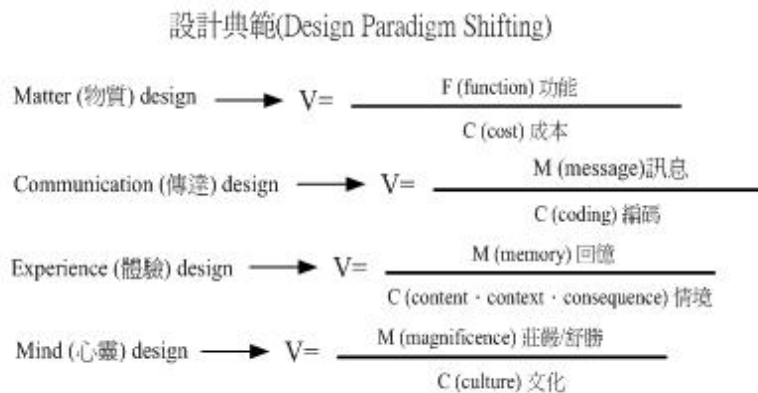 設計典範(Design Paradigm Shifting)
Matter (物質) design V= F (function) 功能
C (cost) 成本
Communication (傳達) design V= M (message)訊息
C (coding) 編碼
Experience (體驗) design V= M (memory) 回憶
C (content・context・consequence) 情境
Mind (心靈) design V= M (magnificence) 莊嚴/舒勝
C (culture) 文化